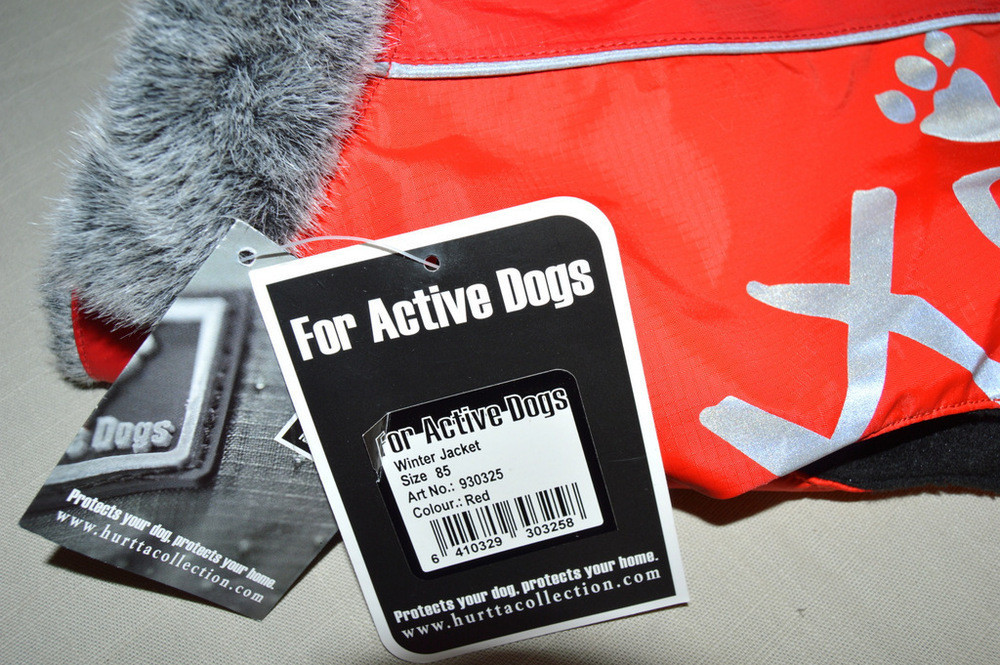 For Active Dogs
For Active Dogs
Winter Jacket
Size 85
Art No.: 930325
Colour.: Red
6 410329 303258
Protects your dog, protects your home.
www.hurttacollection.com
Dogs
Protects your dog, protects your home.
www.hurttacollection.com